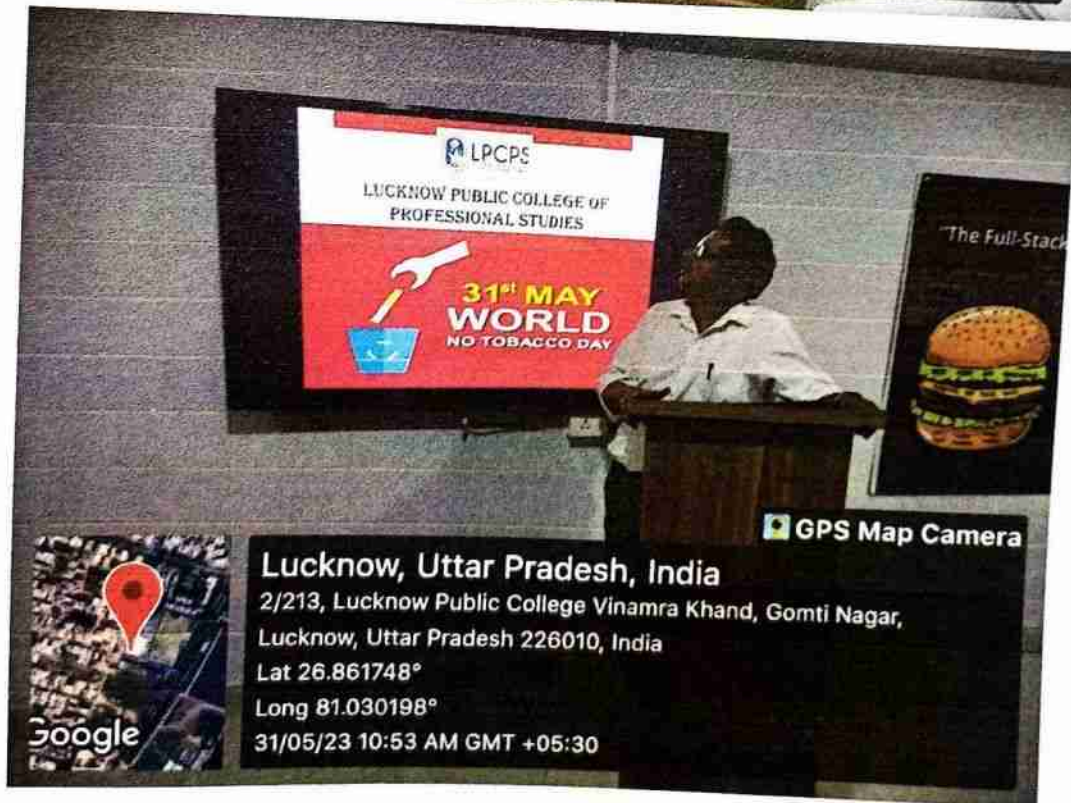 LPCPS
LUCKNOW PUBLIC COLLEGE OF
PROFESSIONAL STUDIES
31st MAY
WORLD
NO TOBACCO DAY
"The Full-Stack
GPS Map Camera
Lucknow, Uttar Pradesh, India
2/213, Lucknow Public College Vinamra Khand, Gomti Nagar,
Lucknow, Uttar Pradesh 226010, India
Lat 26.861748°
Long 81.030198°
31/05/23 10:53 AM GMT +05:30
Google